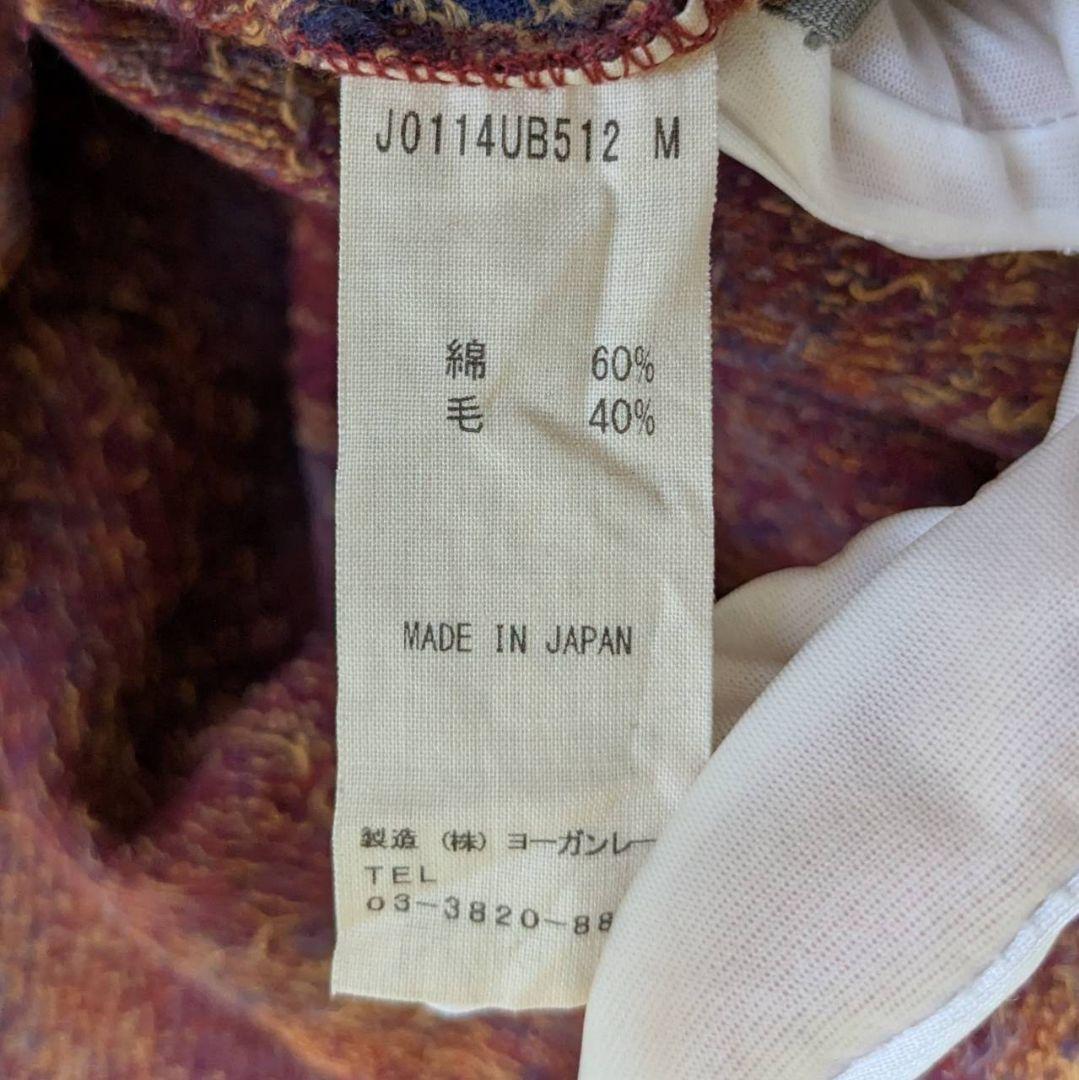 J0114UB512 M
綿 60%
毛 40%
MADE IN JAPAN
製造 (株) ヨーガンレー
TEL
03-3820-88